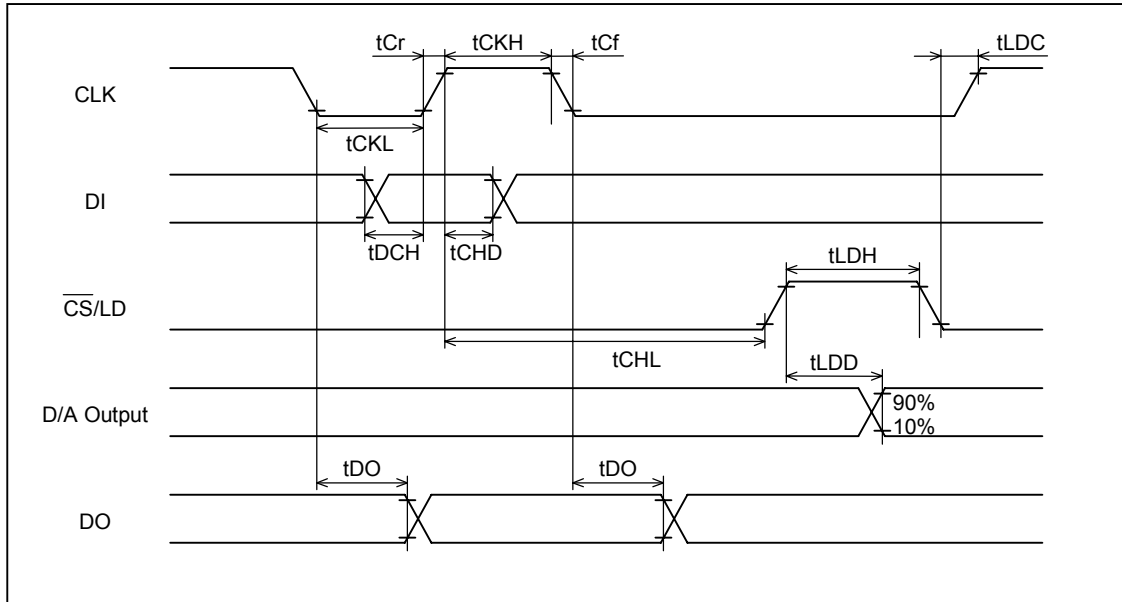 tCr tCKH tCf tLDC
CLK
tCKL
DI
tDCH tCHD
tLDH
CS/LD
tCHL
tLDD
D/A Output
90%
10%
tDO tDO
DO